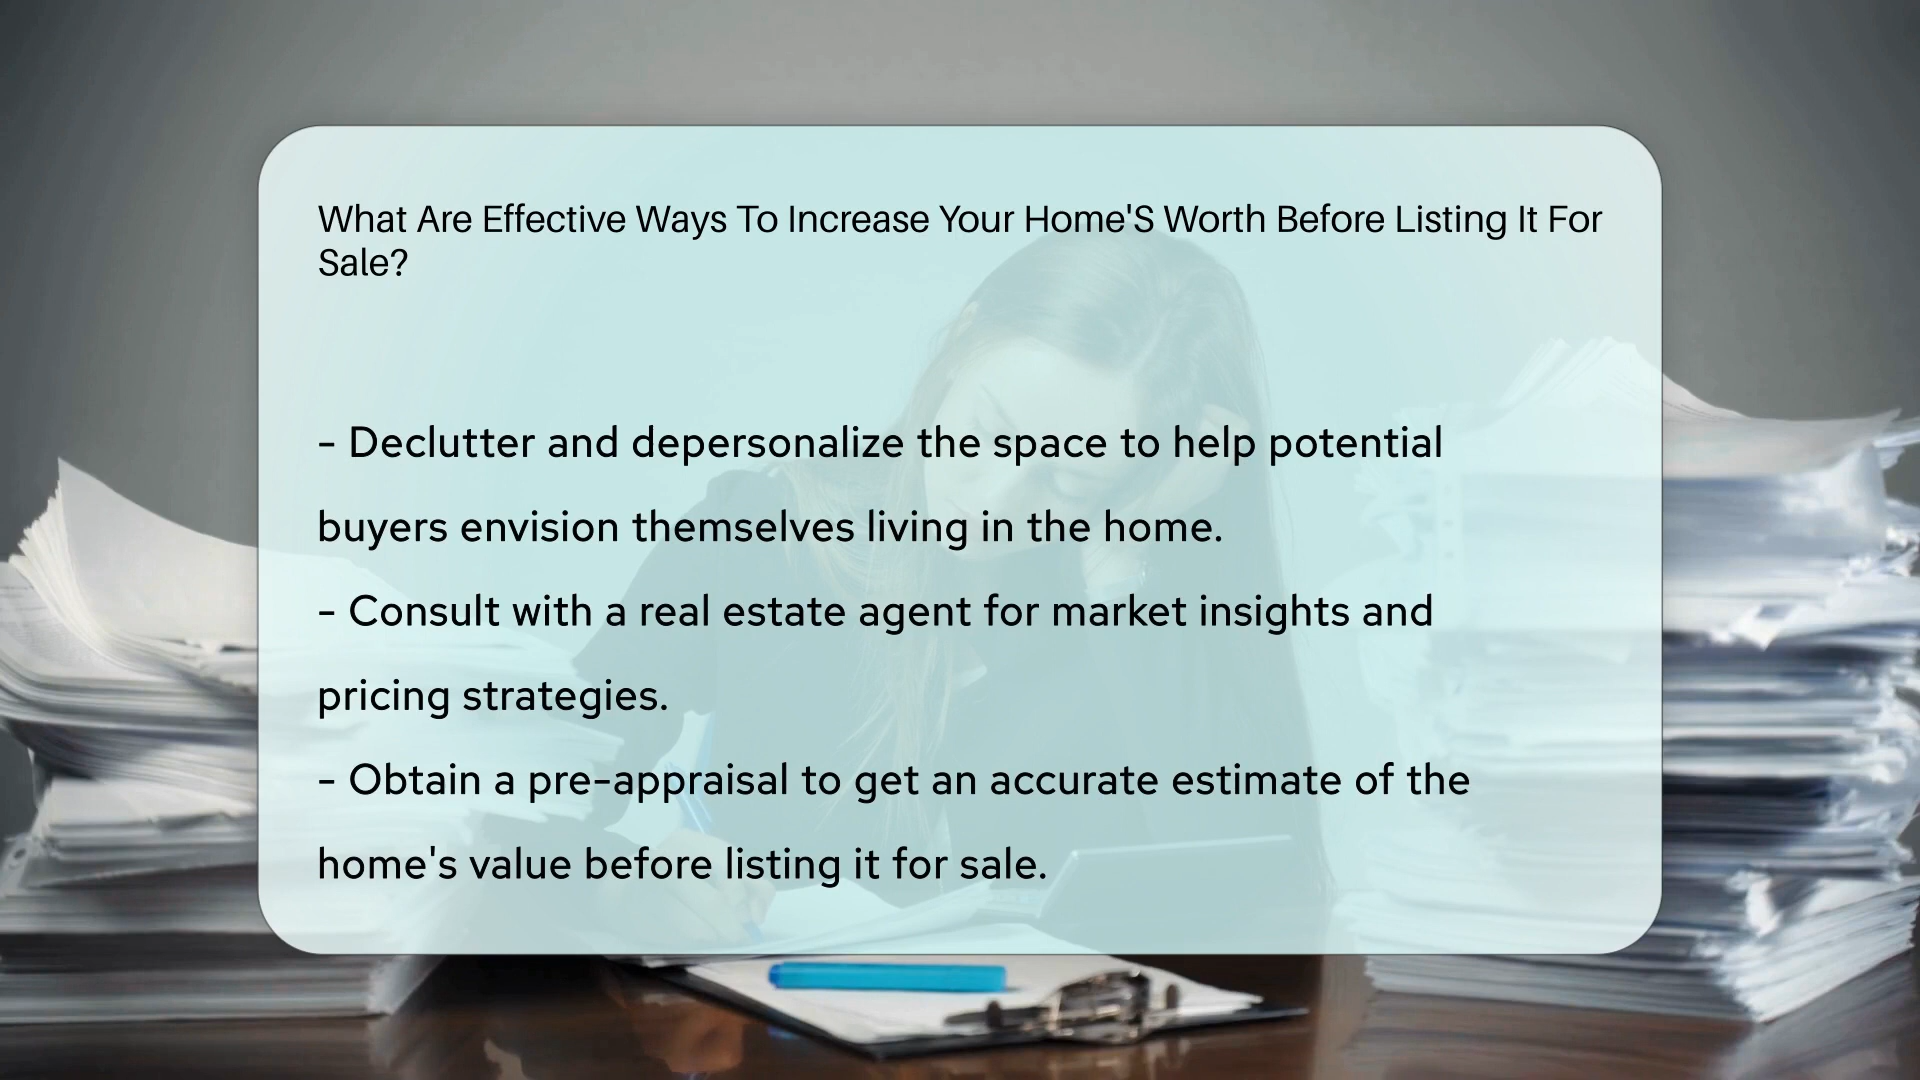 What Are Effective Ways To Increase Your Home'S Worth Before Listing It For
Sale?
- Declutter and depersonalize the space to help potential
buyers envision themselves living in the home.
- Consult with a real estate agent for market insights and
pricing strategies.
- Obtain a pre-appraisal to get an accurate estimate of the
home's value before listing it for sale.